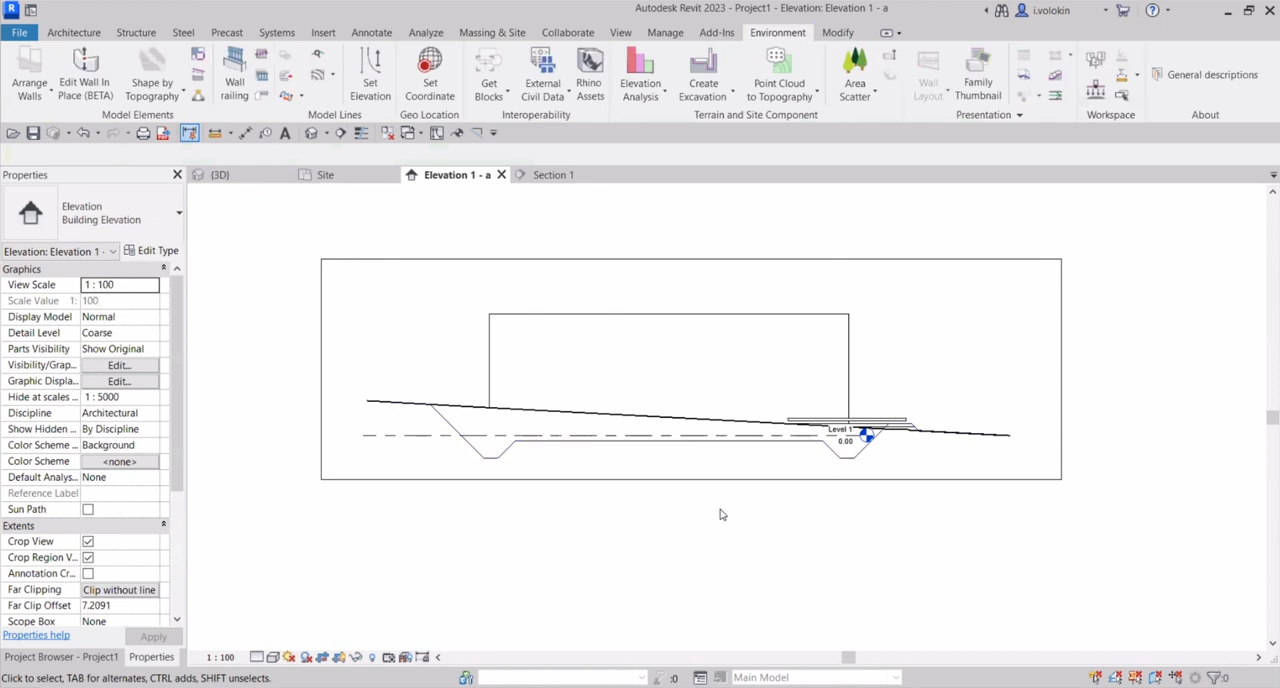 R
Autodesk Revit 2023 - Project1 - Elevation: Elevation 1 - a
i.volokin
File Architecture Structure Steel Precast Systems Insert Annotate Analyze Massing & Site Collaborate View Manage Add-Ins Environment Modify
Arrange Walls
Edit Wall In Place (BETA)
Shape by Topography
Wall railing
Set Elevation
Set Coordinate
Get Blocks
External Civil Data
Rhino Assets
Elevation Analysis
Create Excavation
Point Cloud to Topography
Area Scatter
Wall Layout
Family Thumbnail
General descriptions
Model Elements Model Lines Geo Location Interoperability Terrain and Site Component Presentation Workspace About
Properties
{3D} Site Elevation 1 - a Section 1
Elevation
Building Elevation
Elevation: Elevation 1 - Edit Type
Graphics
View Scale 1 : 100
Scale Value 1: 100
Display Model Normal
Detail Level Coarse
Parts Visibility Show Original
Visibility/Grap... Edit...
Graphic Displa... Edit...
Hide at scales ... 1 : 5000
Discipline Architectural
Show Hidden ... By Discipline
Color Scheme ... Background
Color Scheme <none>
Default Analys... None
Reference Label
Sun Path
Extents
Crop View
Crop Region V...
Annotation Cr...
Far Clipping Clip without line
Far Clip Offset 7.2091
Scope Box None
Properties help Apply
Project Browser - Project1 Properties
Level 1
0.00
1 : 100
Click to select, TAB for alternates, CTRL adds, SHIFT unselects.
:0
Main Model
:0